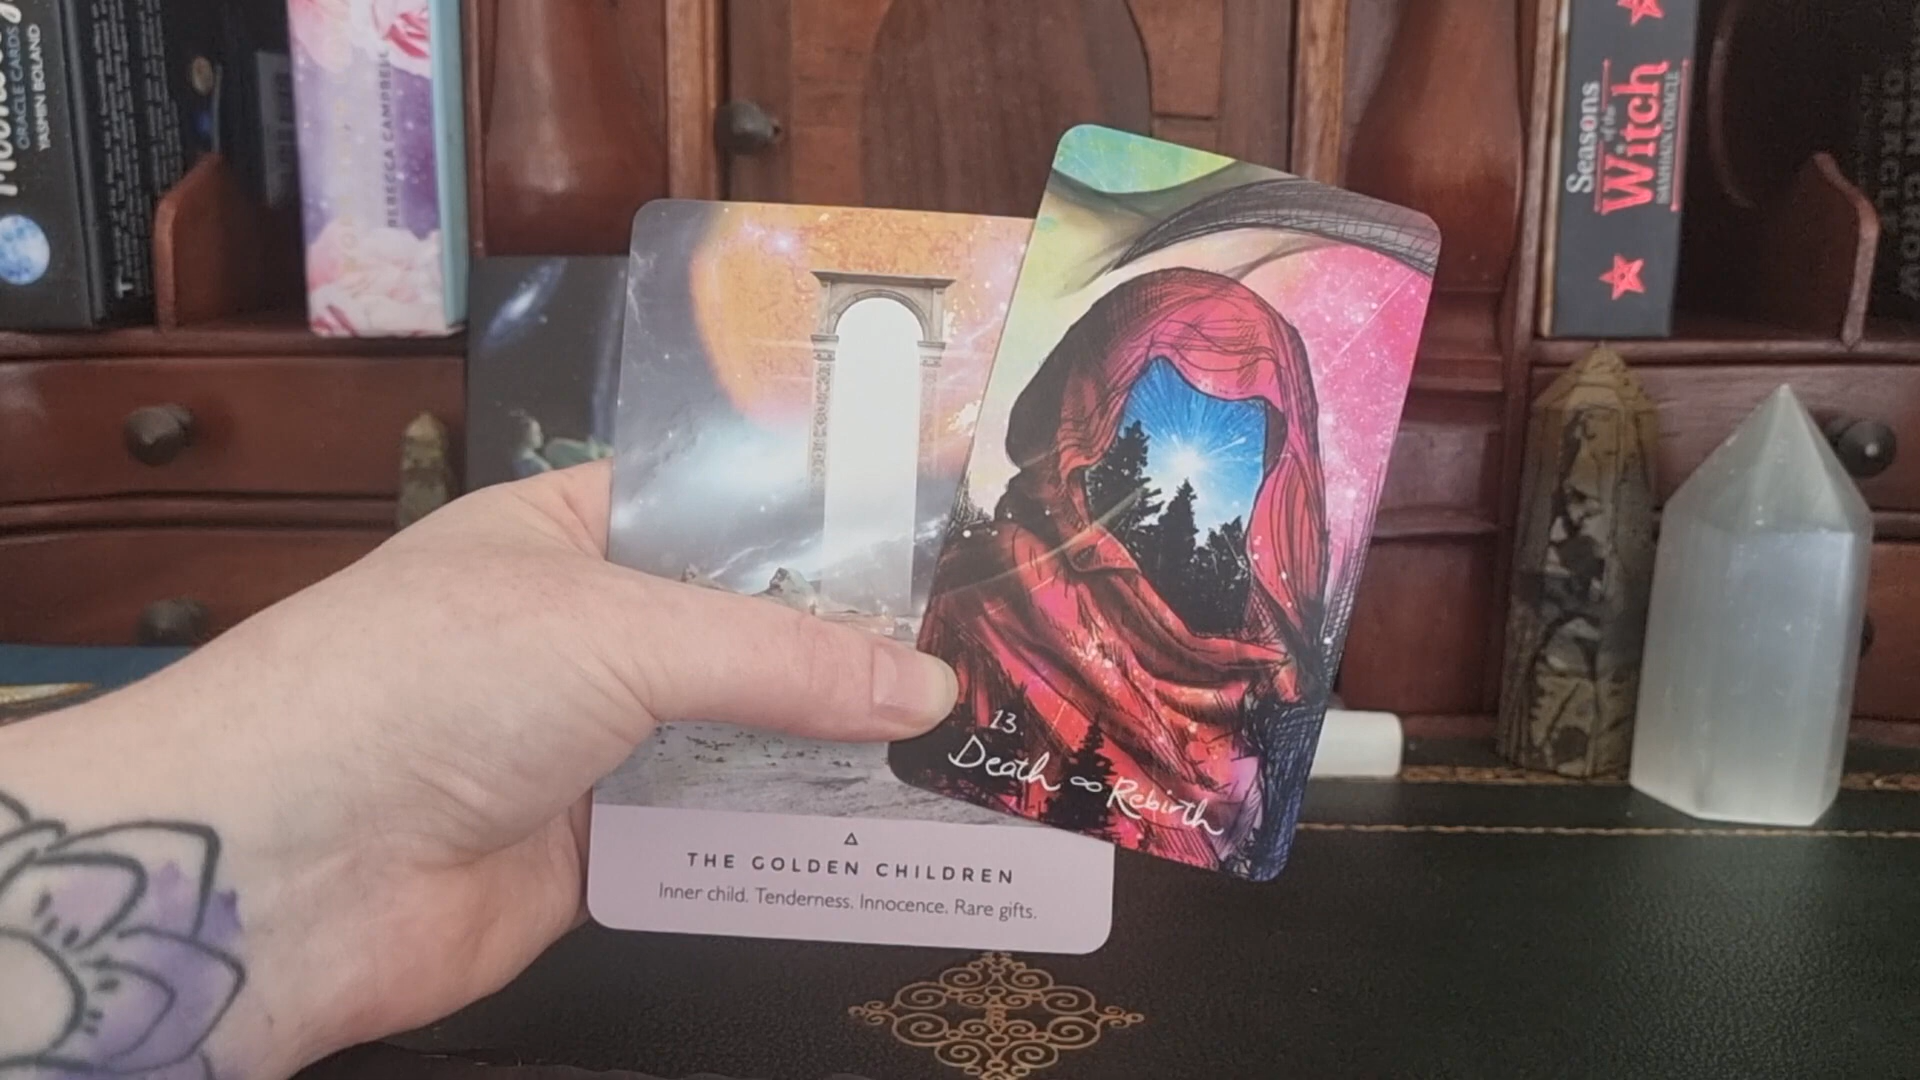 ORACLE CARDS
YASMIN BOLAND
REBECCA CAMPBELL
Seasons
of the
Witch
SAMHAIN ORACLE
13.
Death ∞ Rebirth
THE GOLDEN CHILDREN
Inner child. Tenderness. Innocence. Rare gifts.